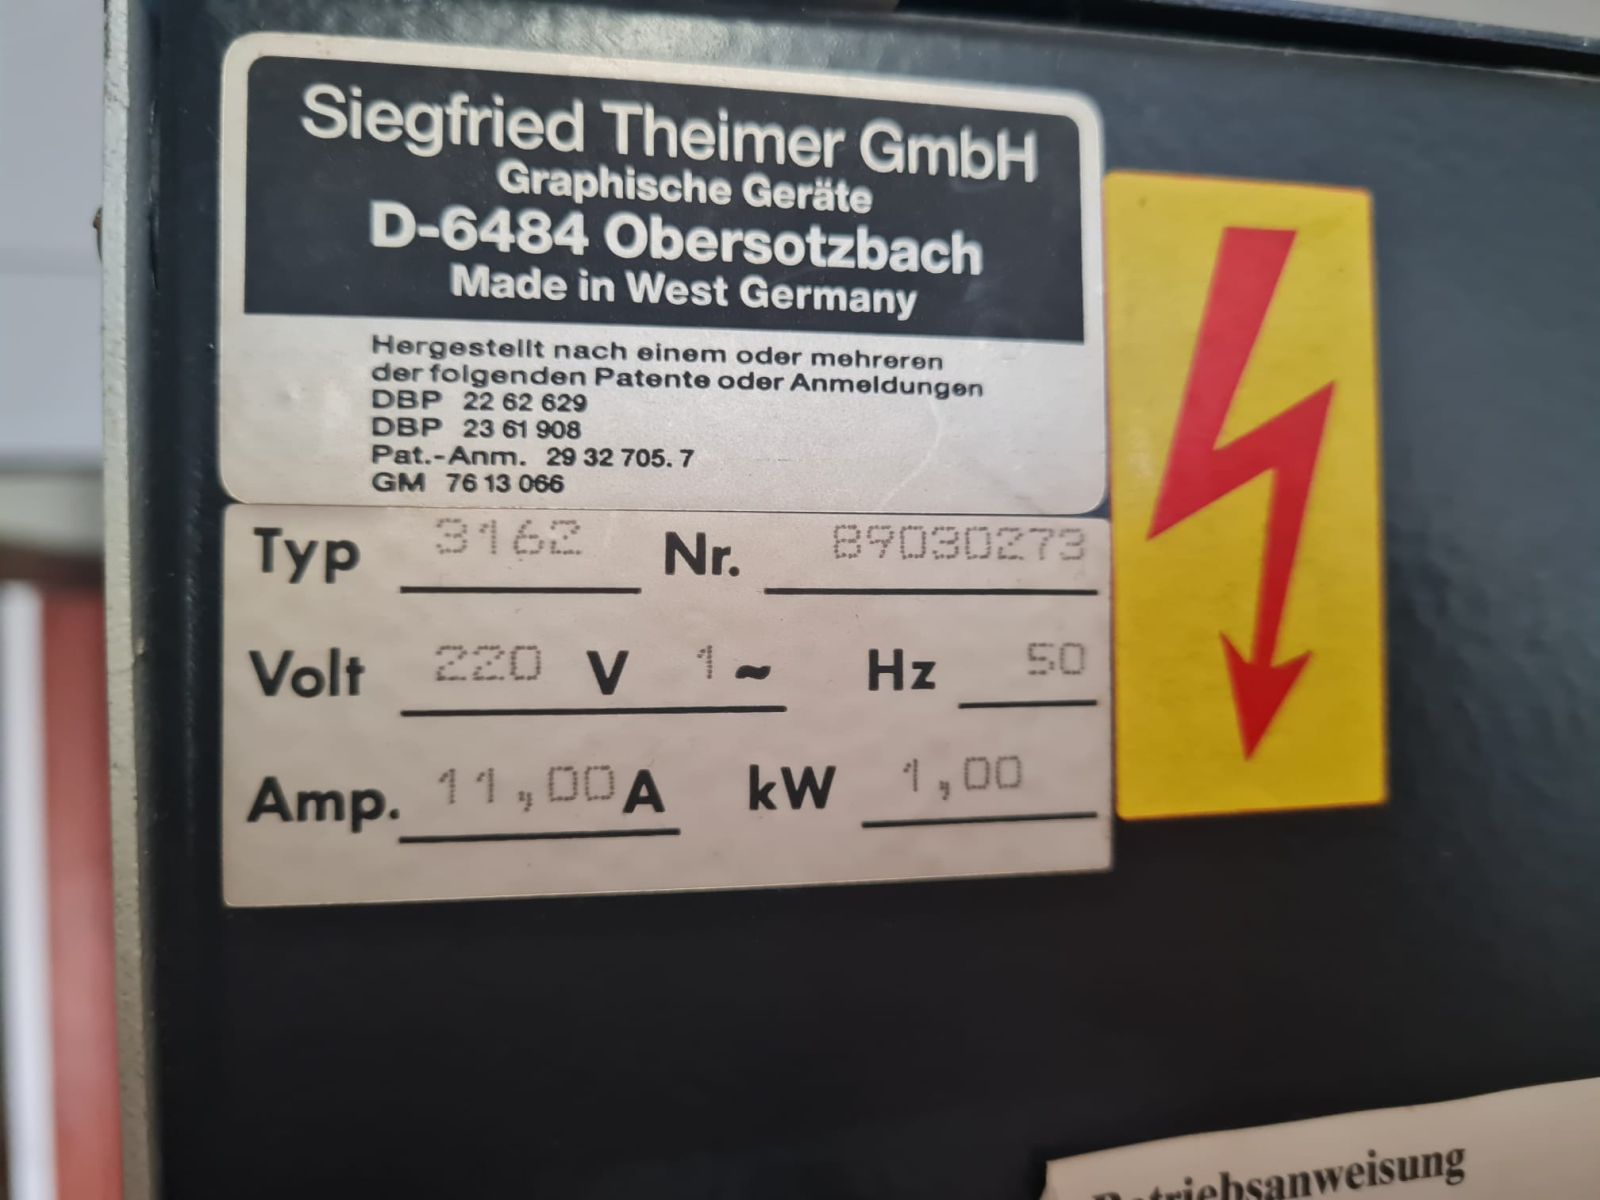 Siegfried Theimer GmbH
Graphische Geräte
D-6484 Obersotzbach
Made in West Germany
Hergestellt nach einem oder mehreren
der folgenden Patente oder Anmeldungen
DBP 22 62 629
DBP 23 61 908
Pat.-Anm. 29 32 705. 7
GM 76 13 066
Typ 3162 Nr. 89030273
Volt 220 V 1~ Hz 50
Amp. 11,00 A kW 1,00
Betriebsanweisung